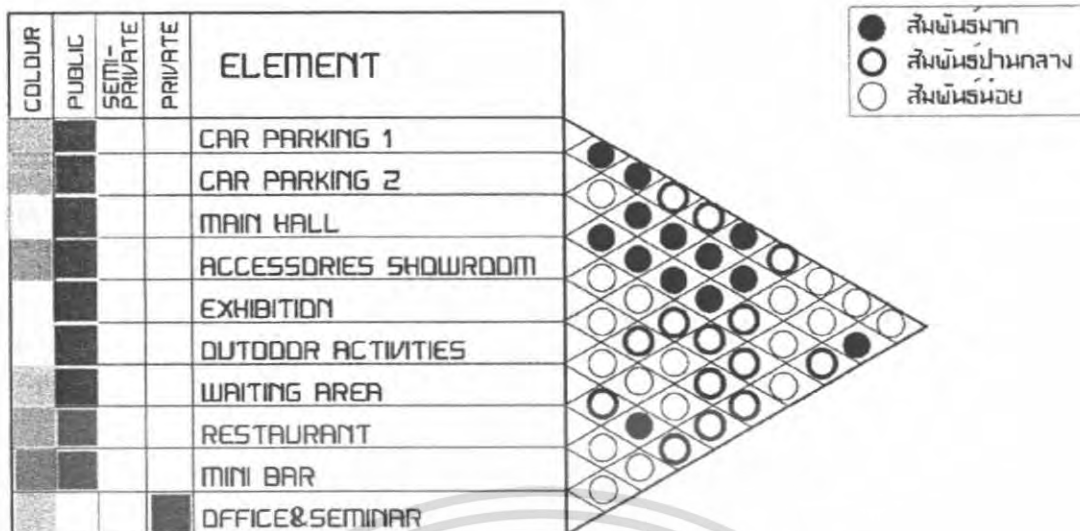 COLOUR
PUBLIC
SEMI-
PRIVATE
PRIVATE
ELEMENT
CAR PARKING 1
CAR PARKING 2
MAIN HALL
ACCESSORIES SHOWROOM
EXHIBITION
OUTDOOR ACTIVITIES
WAITING AREA
RESTAURANT
MINI BAR
OFFICE&SEMINAR
สัมพันธ์มาก
สัมพันธ์ปานกลาง
สัมพันธ์น้อย